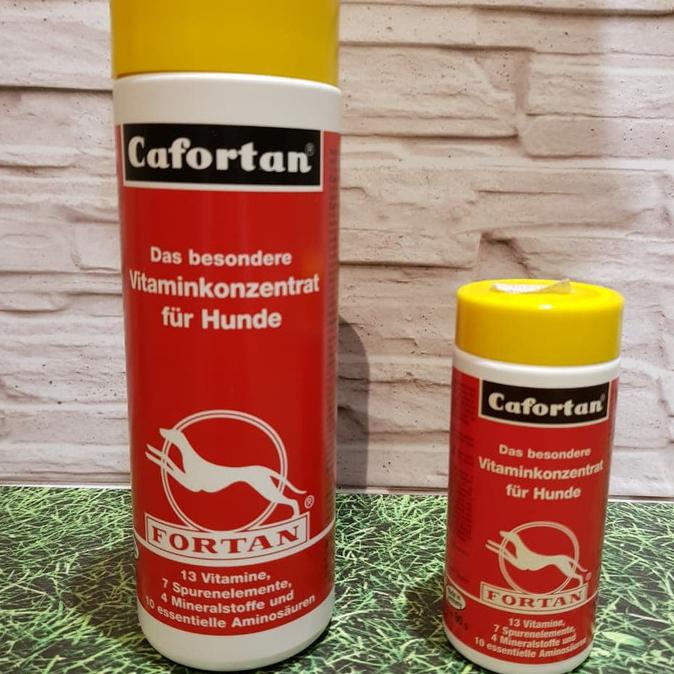 Cafortan®
Das besondere
Vitaminkonzentrat
für Hunde
FORTAN®
13 Vitamine,
7 Spurenelemente,
4 Mineralstoffe und
10 essentielle Aminosäuren
Cafortan®
Das besondere
Vitaminkonzentrat
für Hunde
FORTAN®
13 Vitamine,
7 Spurenelemente,
4 Mineralstoffe und
10 essentielle Aminosäuren